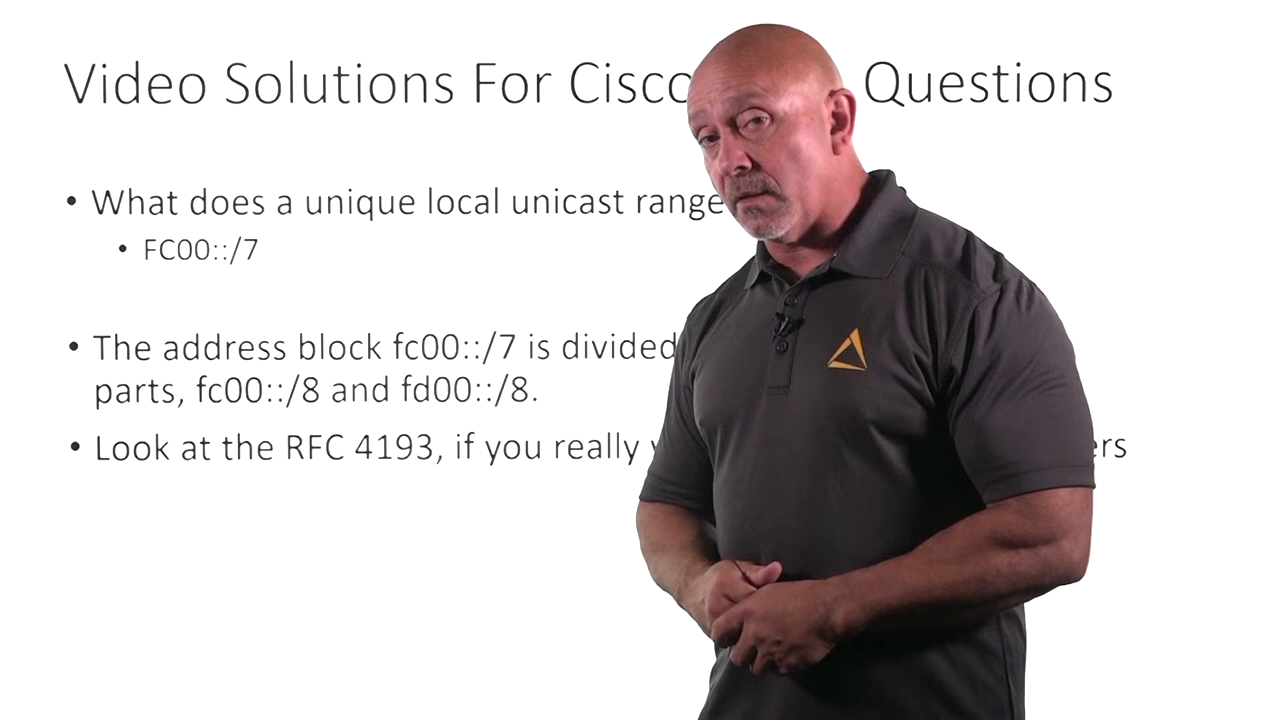 Video Solutions For Cisco Questions
• What does a unique local unicast range
• FC00::/7
• The address block fc00::/7 is divided
parts, fc00::/8 and fd00::/8.
• Look at the RFC 4193, if you really